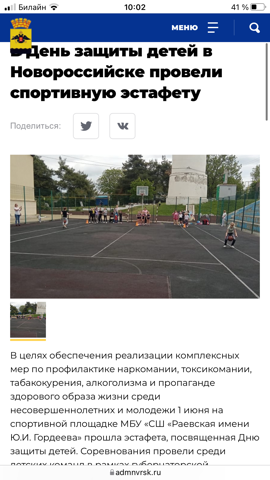 Билайн 10:02 41 %
МЕНЮ
В День защиты детей в
Новороссийске провели
спортивную эстафету
Поделиться:
В целях обеспечения реализации комплексных
мер по профилактике наркомании, токсикомании,
табакокурения, алкоголизма и пропаганде
здорового образа жизни среди
несовершеннолетних и молодежи 1 июня на
спортивной площадке МБУ «СШ «Раевская имени
Ю.И. Гордеева» прошла эстафета, посвященная Дню
защиты детей. Соревнования провели среди
детских команд в рамках губернаторской
admnvrsk.ru